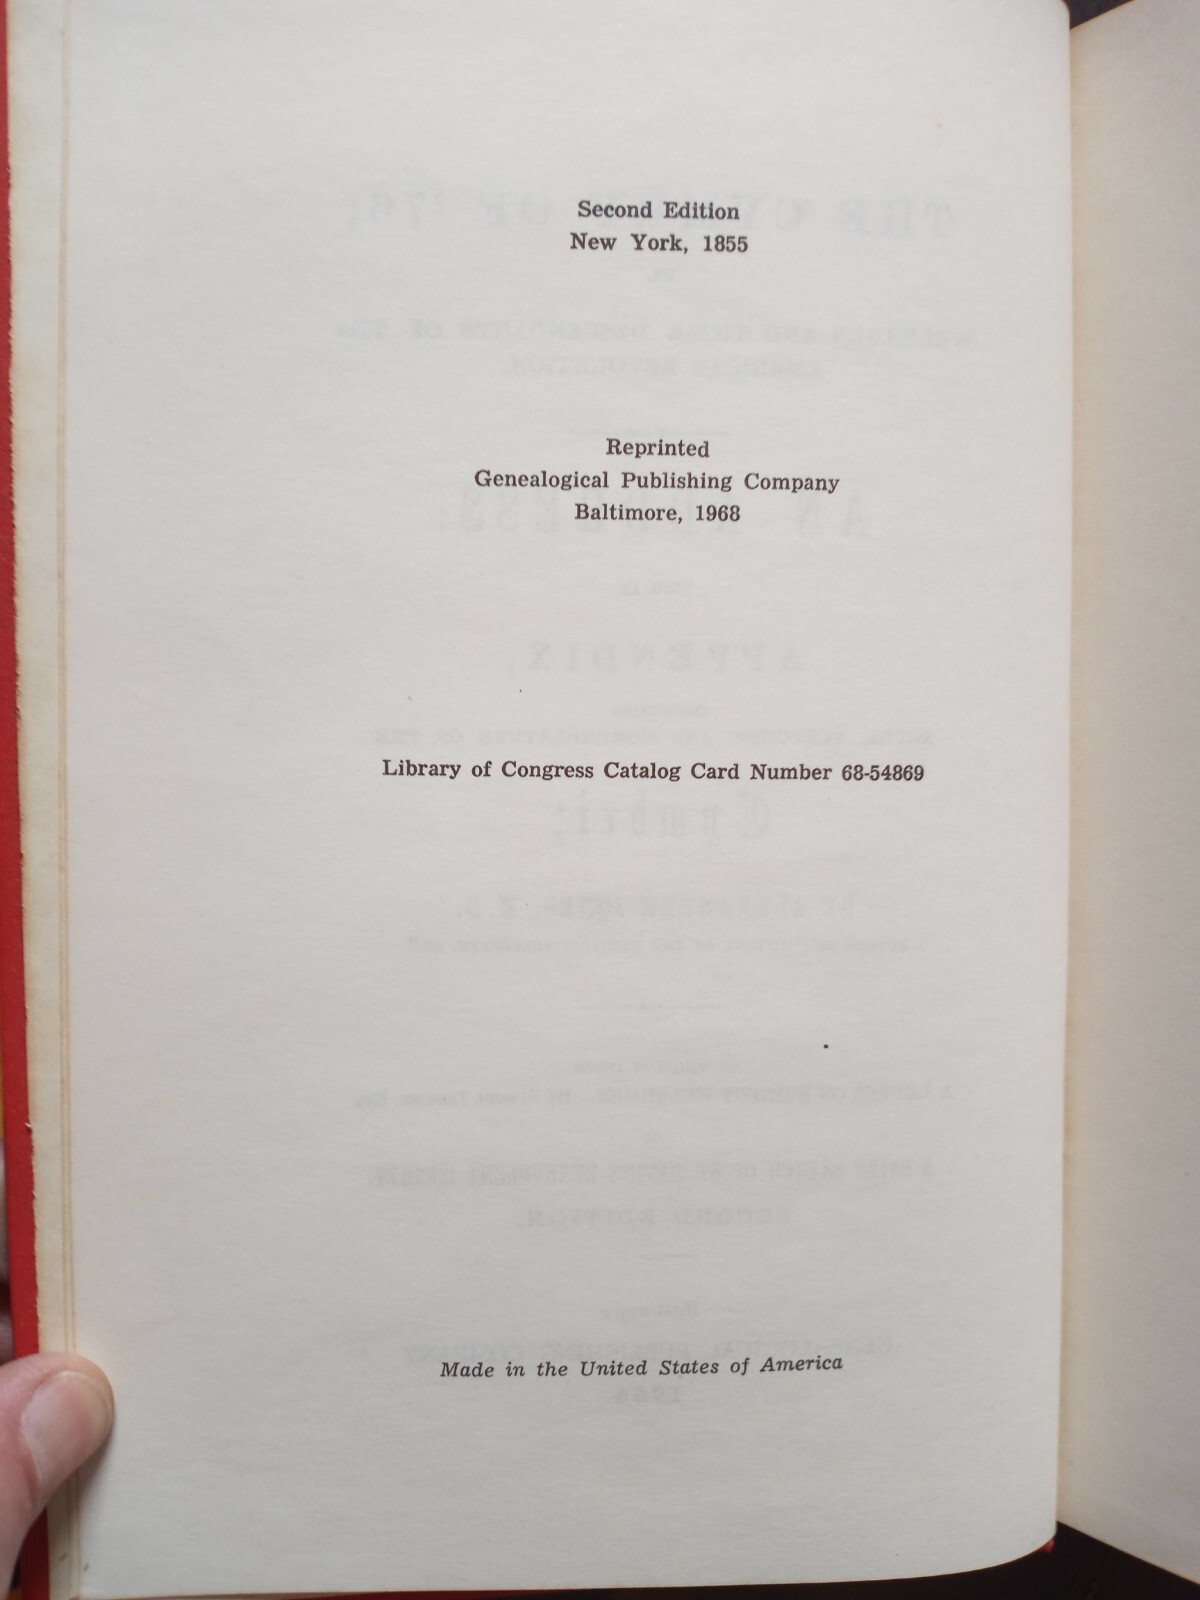 Second Edition
New York, 1855
Reprinted
Genealogical Publishing Company
Baltimore, 1968
Library of Congress Catalog Card Number 68-54869
Made in the United States of America